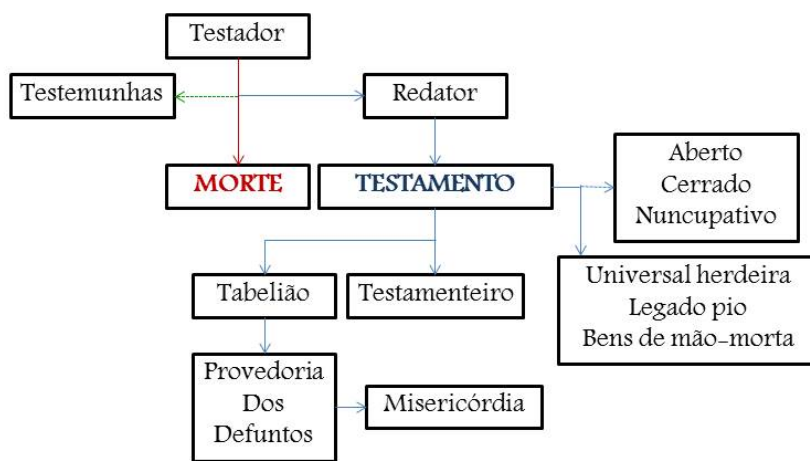 Testador
Testemunhas
Redator
MORTE
TESTAMENTO
Aberto
Cerrado
Nuncupativo
Universal herdeira
Legado pio
Bens de mão-morta
Tabelião
Testamenteiro
Provedoria
Dos
Defuntos
Misericórdia